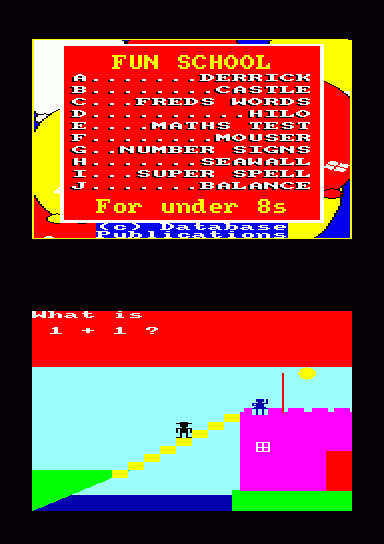 FUN SCHOOL
A.......DERRICK
B........CASTLE
C...FREDS WORDS
D..........HILO
E....MATHS TEST
F........MOUSER
G..NUMBER SIGNS
H.......SEAWALL
I...SUPER SPELL
J.......BALANCE
For under 8s
(c) Database
Publications
What is
1 + 1 ?